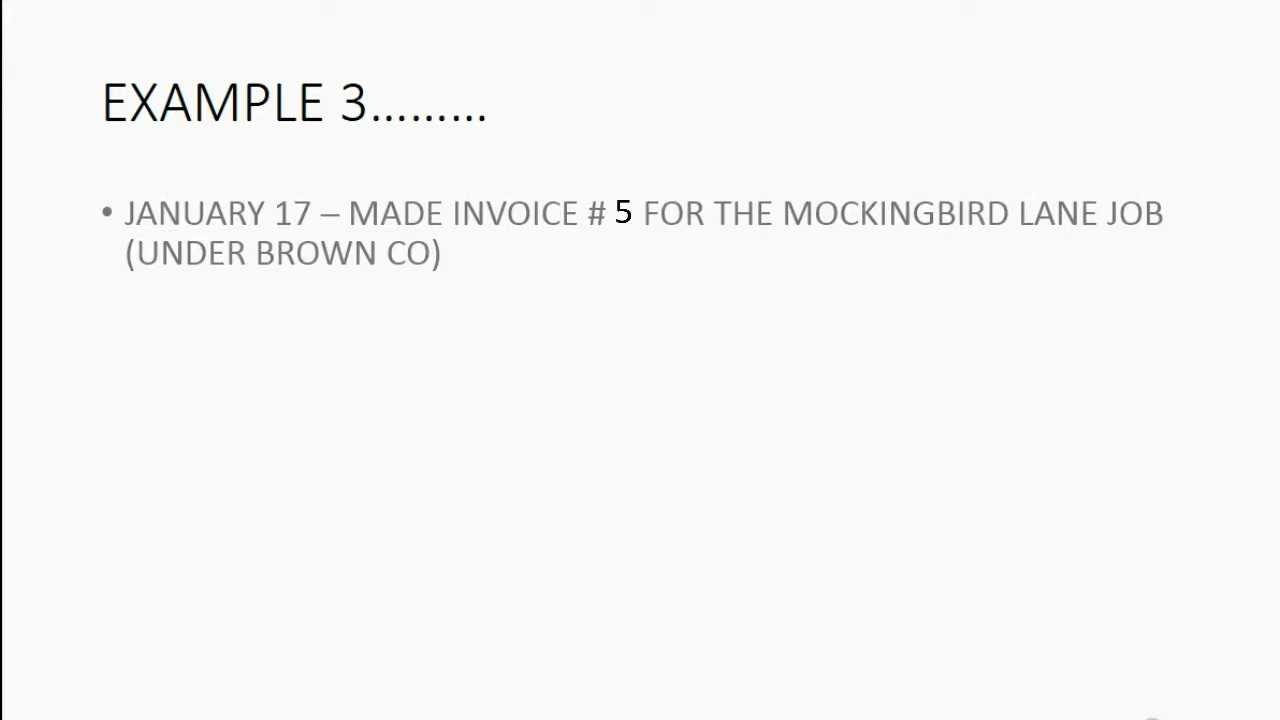 EXAMPLE 3.........
• JANUARY 17 – MADE INVOICE # 5 FOR THE MOCKINGBIRD LANE JOB
(UNDER BROWN CO)